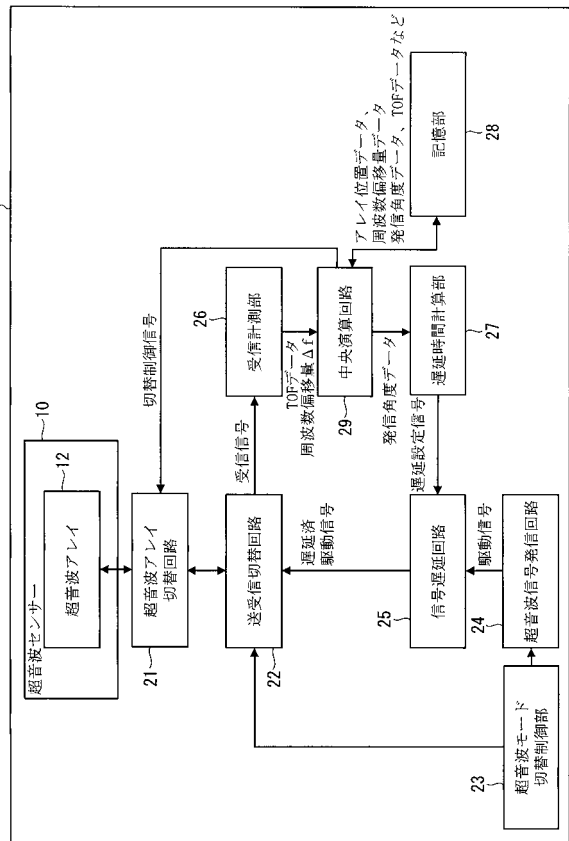 超音波センサー
10
12
超音波アレイ
超音波アレイ
切替回路
21
切替制御信号
送受信切替回路
22
受信信号
受信計測部
26
TOFデータ
周波数偏移量Δf
中央演算回路
29
アレイ位置データ、
周波数偏移量データ
発信角度データ、TOFデータなど
記憶部
28
発信角度データ
遅延時間計算部
27
遅延設定信号
遅延済
駆動信号
信号遅延回路
25
駆動信号
超音波信号発信回路
24
超音波モード
切替制御部
23